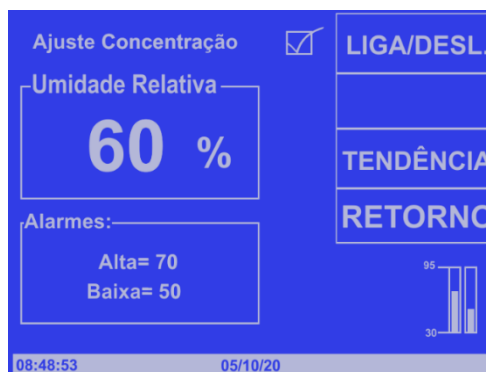 Ajuste Concentração
LIGA/DESL.
Umidade Relativa
60 %
TENDÊNCIA
RETORNO
Alarmes:
Alta= 70
Baixa= 50
95
30
08:48:53 05/10/20